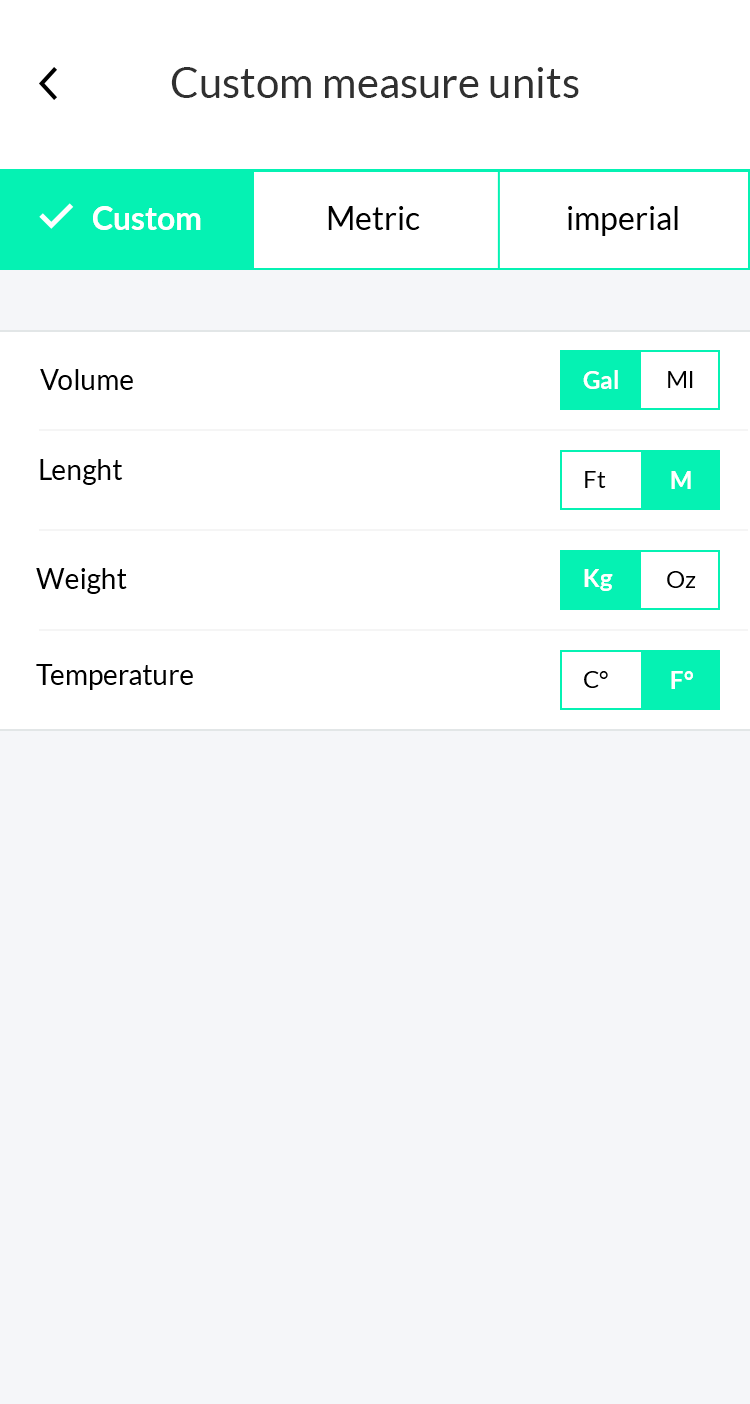 Custom measure units
Custom Metric imperial
Volume Gal Ml
Lenght Ft M
Weight Kg Oz
Temperature C° F°